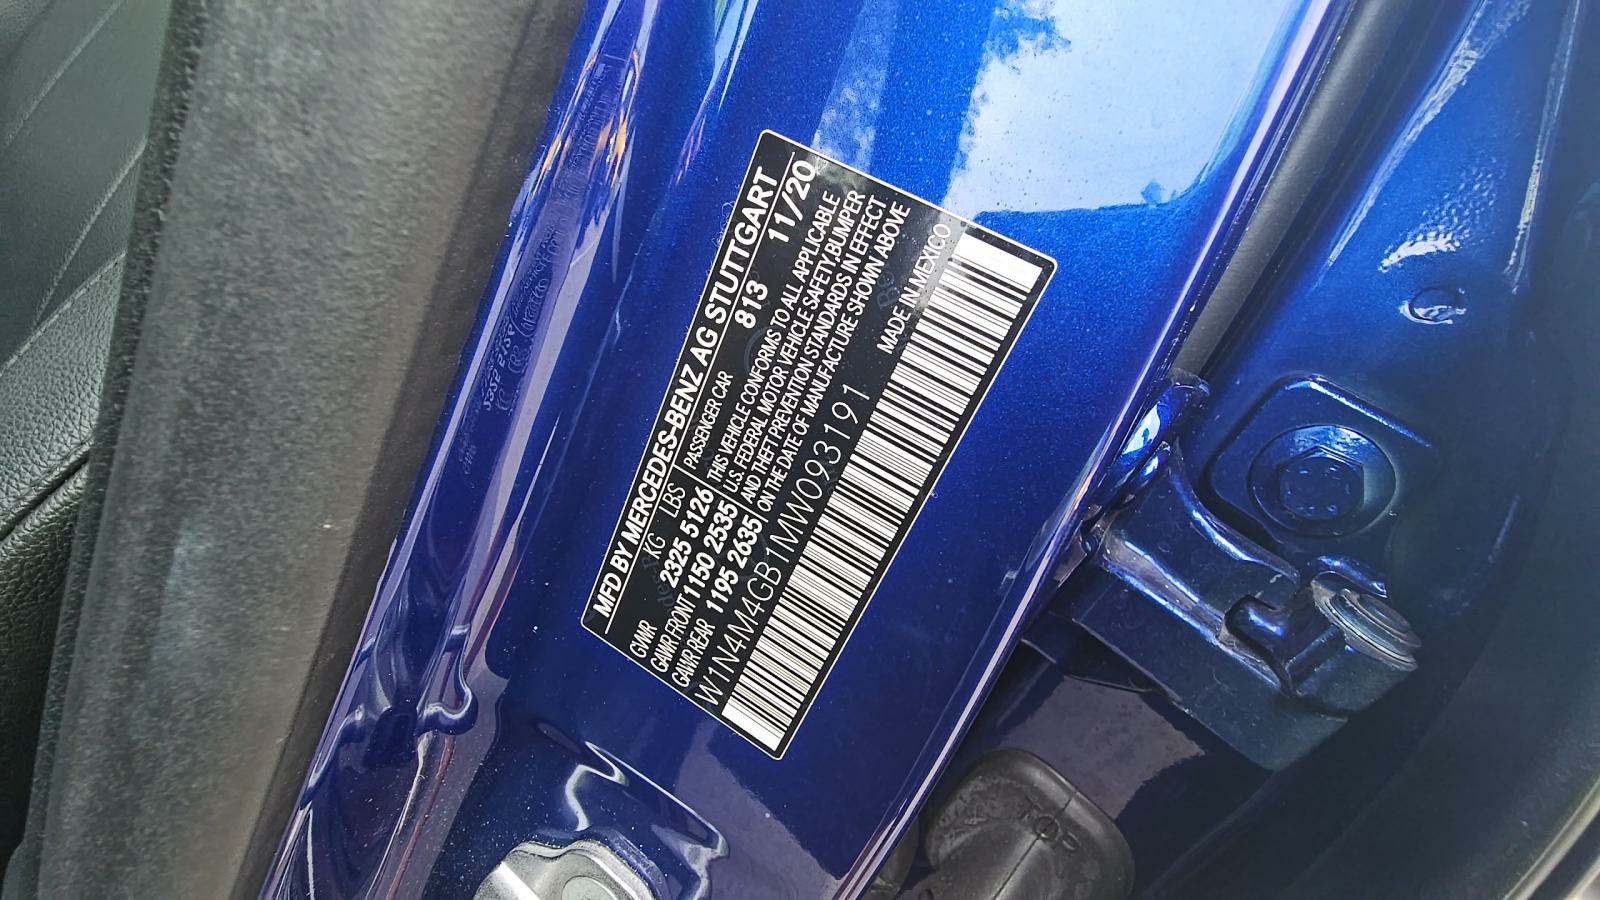 MFD BY MERCEDES-BENZ AG STUTTGART
KG LBS PASSENGER CAR 813 11/20
GVWR 2325 5126 THIS VEHICLE CONFORMS TO ALL APPLICABLE
GAWR FRONT 1150 2535 U.S. FEDERAL MOTOR VEHICLE SAFETY,BUMPER
GAWR REAR 1195 2635 AND THEFT PREVENTION STANDARDS IN EFFECT
ON THE DATE OF MANUFACTURE SHOWN ABOVE
W1N4M4GB1MW093191 MADE IN MEXICO
TOP